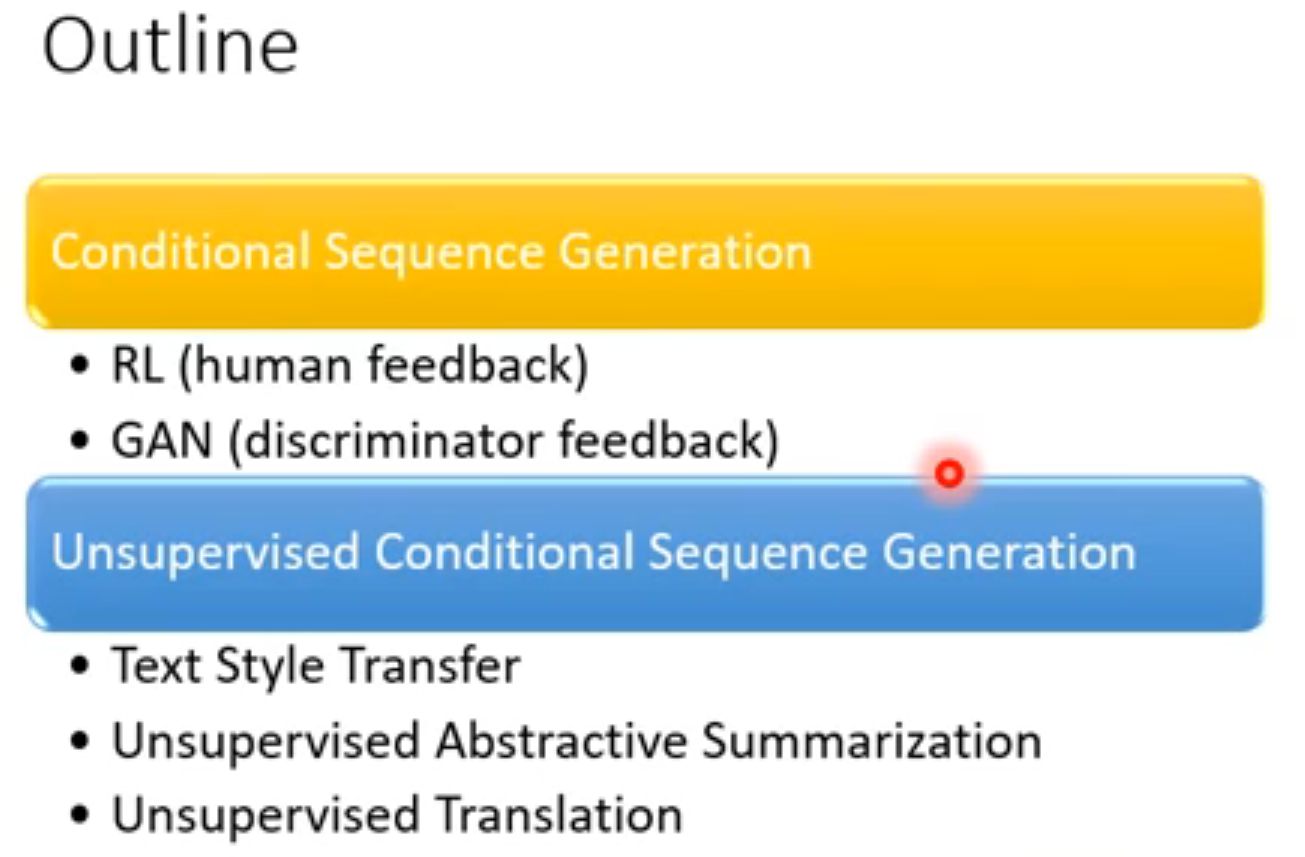 Outline
Conditional Sequence Generation
• RL (human feedback)
• GAN (discriminator feedback)
Unsupervised Conditional Sequence Generation
• Text Style Transfer
• Unsupervised Abstractive Summarization
• Unsupervised Translation